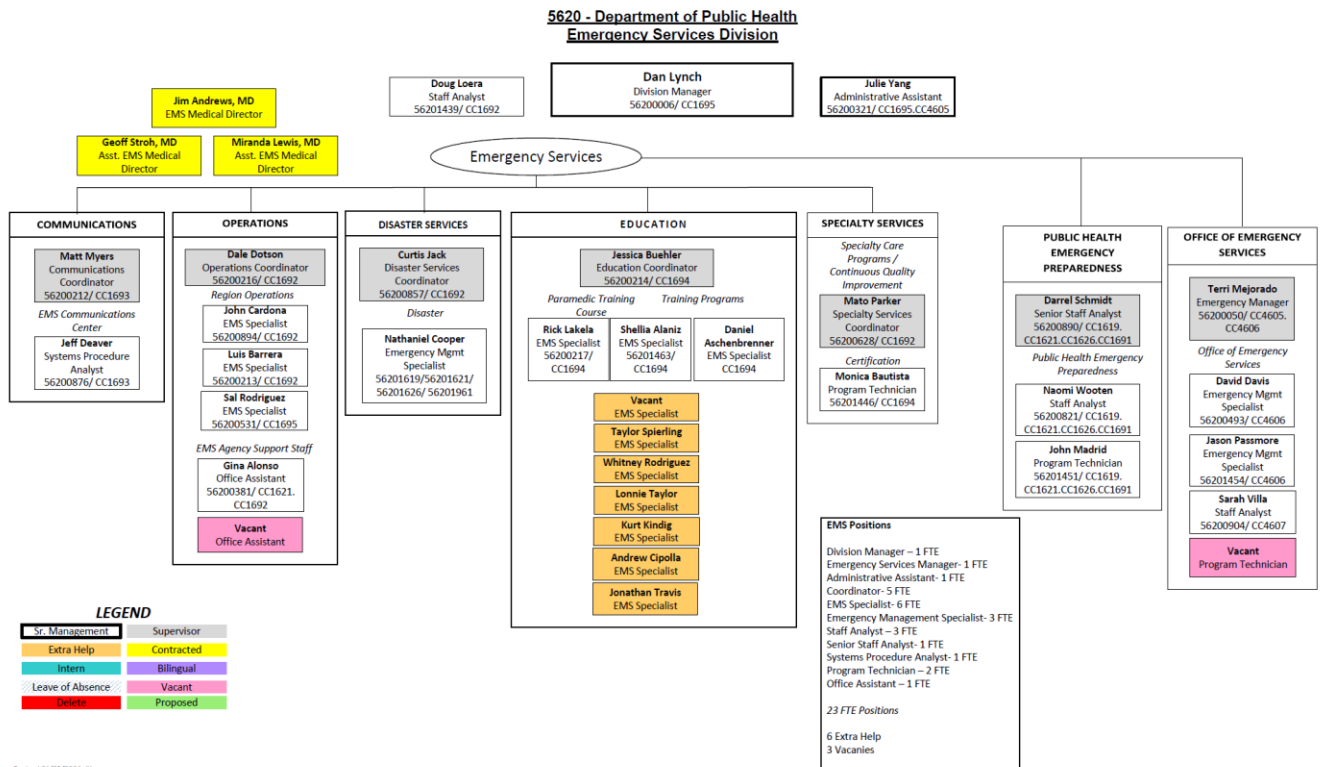 5620 - Department of Public Health
Emergency Services Division
Doug Loera
Staff Analyst
56201439/ CC1692
Dan Lynch
Division Manager
56200006/ CC1695
Julie Yang
Administrative Assistant
56200321/ CC1695.CC4605
Jim Andrews, MD
EMS Medical Director
Geoff Stroh, MD
Asst. EMS Medical
Director
Miranda Lewis, MD
Asst. EMS Medical
Director
Emergency Services
COMMUNICATIONS
Matt Myers
Communications
Coordinator
56200212/ CC1693
EMS Communications
Center
Jeff Deaver
Systems Procedure
Analyst
56200876/ CC1693
OPERATIONS
Dale Dotson
Operations Coordinator
56200216/ CC1692
Region Operations
John Cardona
EMS Specialist
56200894/ CC1692
Luis Barrera
EMS Specialist
56200213/ CC1692
Sal Rodriguez
EMS Specialist
56200531/ CC1695
EMS Agency Support Staff
Gina Alonso
Office Assistant
56200381/ CC1621.
CC1692
Vacant
Office Assistant
DISASTER SERVICES
Curtis Jack
Disaster Services
Coordinator
56200857/ CC1692
Disaster
Nathaniel Cooper
Emergency Mgmt
Specialist
56201619/56201621/
56201626/ 56201961
EDUCATION
Jessica Buehler
Education Coordinator
56200214/ CC1694
Paramedic Training
Course
Training Programs
Rick Lakela
EMS Specialist
56200217/
CC1694
Shellia Alaniz
EMS Specialist
56201463/
CC1694
Daniel
Aschenbrenner
EMS Specialist
CC1694
Vacant
EMS Specialist
Taylor Spierling
EMS Specialist
Whitney Rodriguez
EMS Specialist
Lonnie Taylor
EMS Specialist
Kurt Kindig
EMS Specialist
Andrew Cipolla
EMS Specialist
Jonathan Travis
EMS Specialist
SPECIALTY SERVICES
Specialty Care
Programs /
Continuous Quality
Improvement
Mato Parker
Specialty Services
Coordinator
56200628/ CC1692
Certification
Monica Bautista
Program Technician
56201446/ CC1694
PUBLIC HEALTH
EMERGENCY
PREPAREDNESS
Darrel Schmidt
Senior Staff Analyst
56200890/ CC1619.
CC1621.CC1626.CC1691
Public Health Emergency
Preparedness
Naomi Wooten
Staff Analyst
56200821/ CC1619.
CC1621.CC1626.CC1691
John Madrid
Program Technician
56201451/ CC1619.
CC1621.CC1626.CC1691
OFFICE OF EMERGENCY
SERVICES
Terri Mejorado
Emergency Manager
56200050/ CC4605.
CC4606
Office of Emergency
Services
David Davis
Emergency Mgmt
Specialist
56200493/ CC4606
Jason Passmore
Emergency Mgmt
Specialist
56201454/ CC4606
Sarah Villa
Staff Analyst
56200904/ CC4607
Vacant
Program Technician
EMS Positions
Division Manager – 1 FTE
Emergency Services Manager- 1 FTE
Administrative Assistant- 1 FTE
Coordinator- 5 FTE
EMS Specialist- 6 FTE
Emergency Management Specialist- 3 FTE
Staff Analyst – 3 FTE
Senior Staff Analyst- 1 FTE
Systems Procedure Analyst- 1 FTE
Program Technician – 2 FTE
Office Assistant – 1 FTE
23 FTE Positions
6 Extra Help
3 Vacanies
LEGEND
Sr. Management
Supervisor
Extra Help
Contracted
Intern
Bilingual
Leave of Absence
Vacant
Delete
Proposed